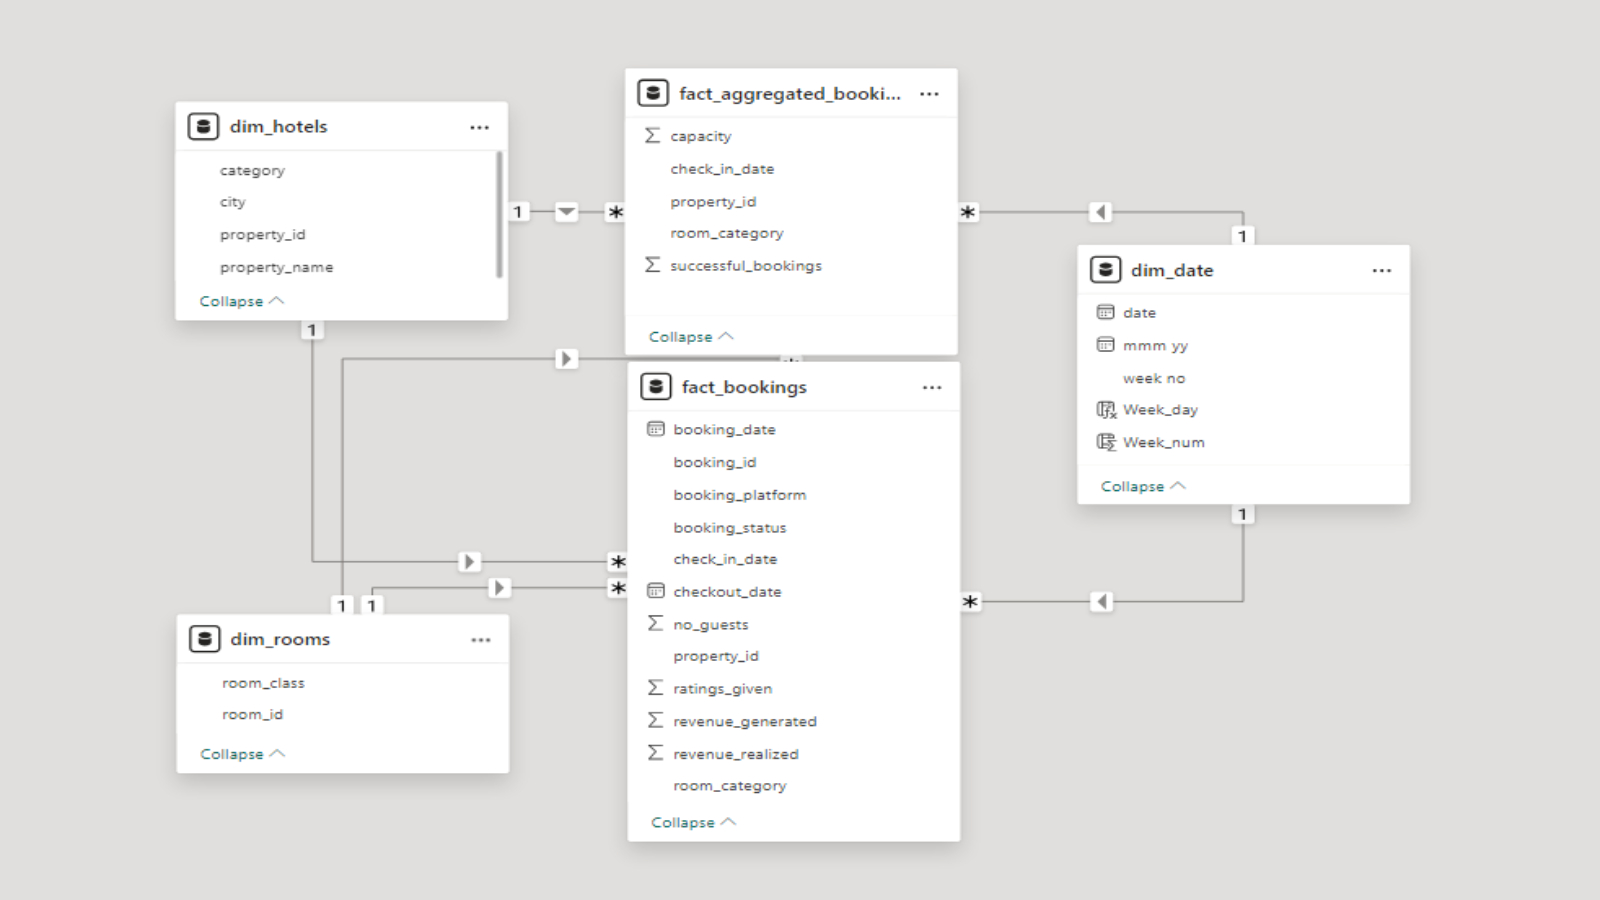 dim_hotels
category
city
property_id
property_name
Collapse
1
*
1
fact_aggregated_booki...
Σ capacity
check_in_date
property_id
room_category
Σ successful_bookings
Collapse
*
1
dim_date
date
mmm yy
week no
Week_day
Week_num
Collapse
1
*
fact_bookings
booking_date
booking_id
booking_platform
booking_status
check_in_date
checkout_date
Σ no_guests
property_id
Σ ratings_given
Σ revenue_generated
Σ revenue_realized
room_category
Collapse
*
*
1 1
dim_rooms
room_class
room_id
Collapse